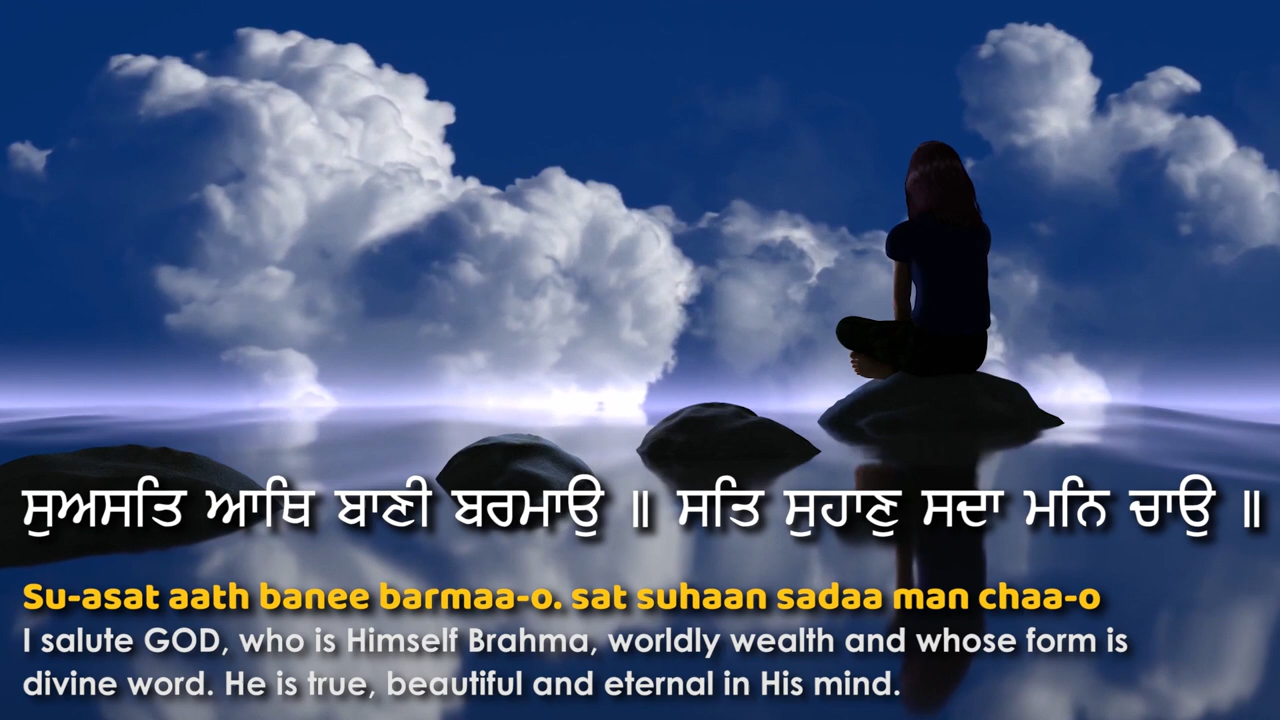 ਸੁਅਸਤਿ ਆਥਿ ਬਾਣੀ ਬਰਮਾਉ ॥ ਸਤਿ ਸੁਹਾਣੁ ਸਦਾ ਮਨਿ ਚਾਉ ॥
Su-asat aath banee barmaa-o. sat suhaan sadaa man chaa-o
I salute GOD, who is Himself Brahma, worldly wealth and whose form is
divine word. He is true, beautiful and eternal in His mind.